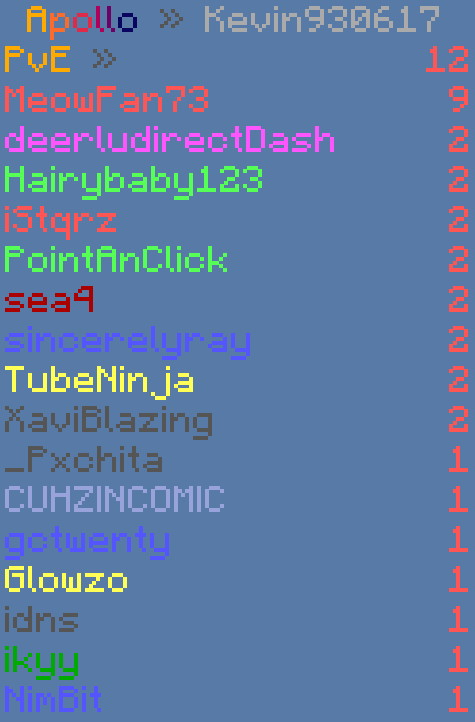 Apollo » Kevin930617
PvE » 12
MeowFan73 9
deerludirectDash 2
Hairybaby123 2
iStqrz 2
PointAnClick 2
sea9 2
sincerelyray 2
TubeNinja 2
XaviBlazing 2
_Pxchita 1
CUHZINCOMIC 1
gctwenty 1
Glowzo 1
idns 1
ikyy 1
NimBit 1